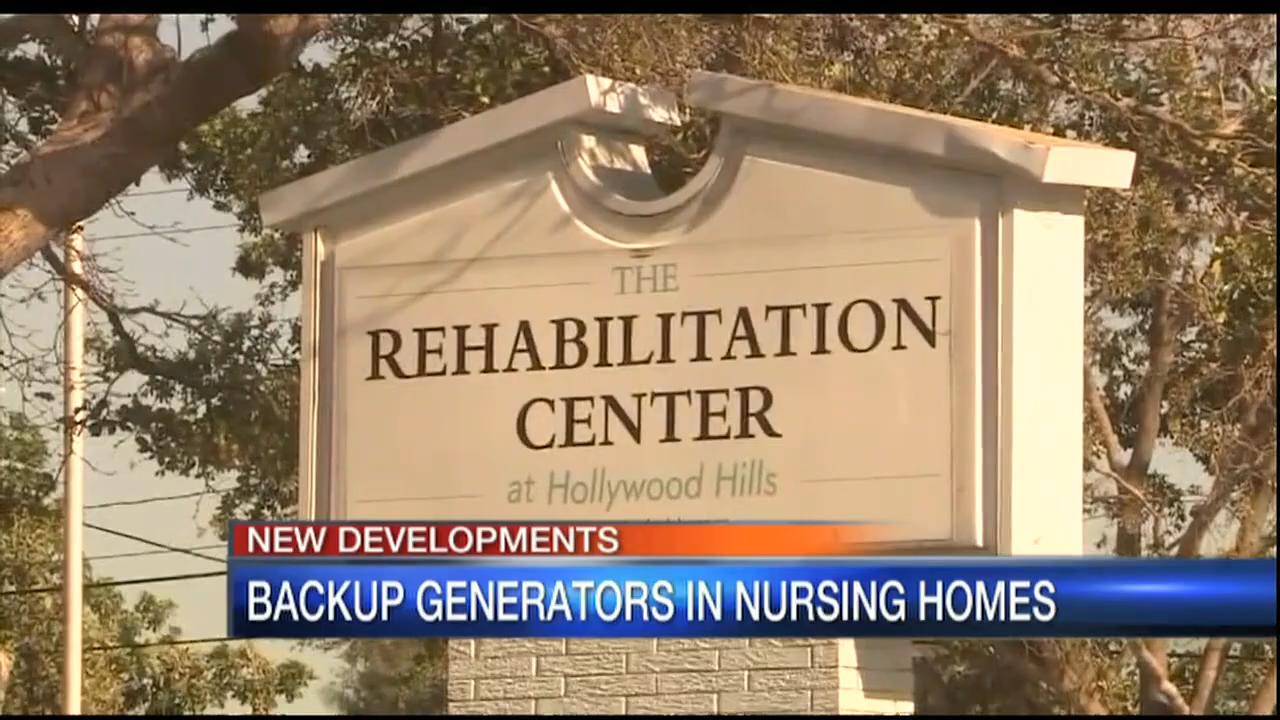 THE
REHABILITATION
CENTER
at Hollywood Hills
NEW DEVELOPMENTS
BACKUP GENERATORS IN NURSING HOMES